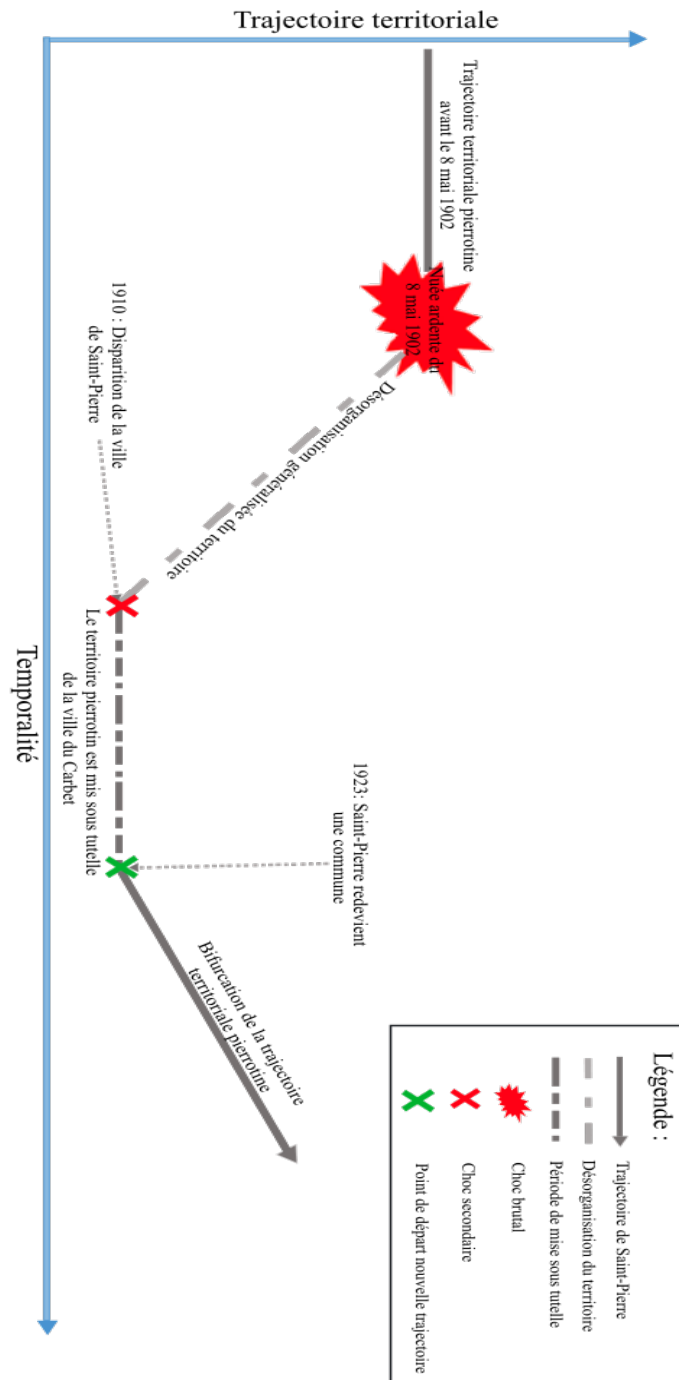 Trajectoire territoriale
Trajectoire territoriale pierrotine
avant le 8 mai 1902
Nuée ardente du
8 mai 1902
Désorganisation généralisée du territoire
1910 : Disparition de la ville
de Saint-Pierre
Le territoire pierrotin est mis sous tutelle
de la ville du Carbet
1923: Saint-Pierre redevient
une commune
Bifurcation de la trajectoire
territoriale pierrotine
Temporalité
Légende :
Trajectoire de Saint-Pierre
Désorganisation du territoire
Période de mise sous tutelle
Choc brutal
Choc secondaire
Point de départ nouvelle trajectoire